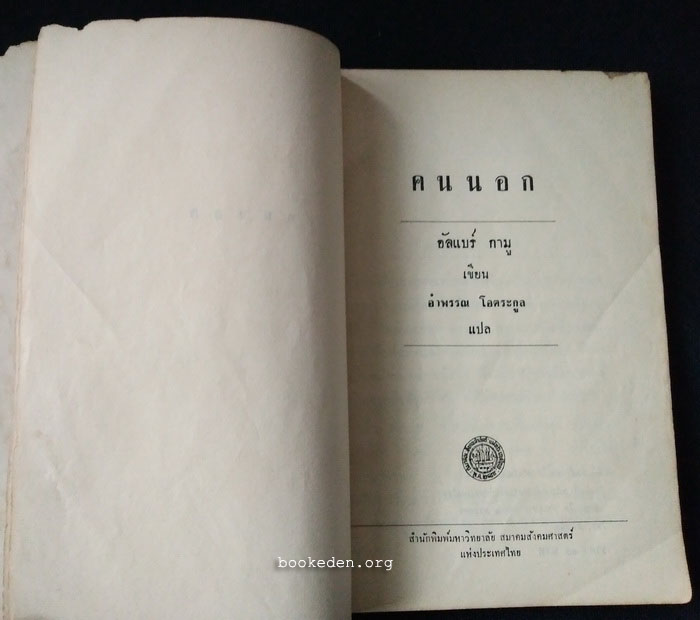 คนนอก
อัลแบร์ กามู
เขียน
อำพรรณ โอตระกูล
แปล
สำนักพิมพ์มหาวิทยาลัย สมาคมสังคมศาสตร์
แห่งประเทศไทย
bookeden.org